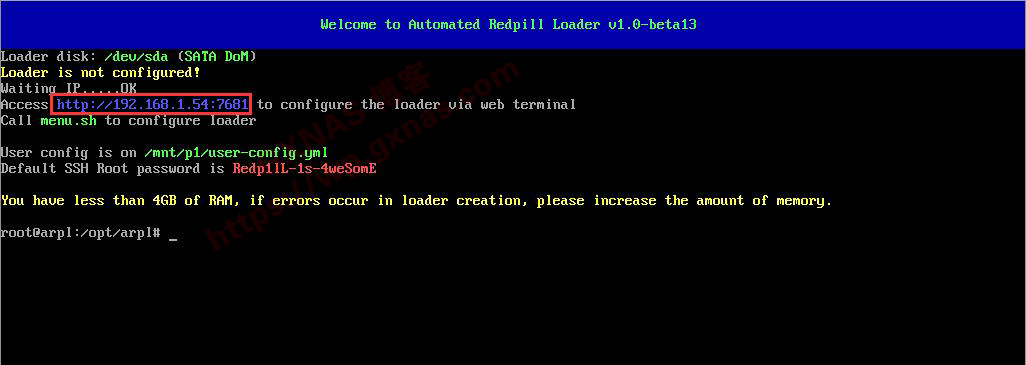 Welcome to Automated Redpill Loader v1.0-beta13
Loader disk: /dev/sda (SATA DoM)
Loader is not configured!
Waiting IP.....OK
Access http://192.168.1.54:7681 to configure the loader via web terminal
Call menu.sh to configure loader
User config is on /mnt/p1/user-config.yml
Default SSH Root password is Redp1lL-1s-4weSomE
You have less than 4GB of RAM, if errors occur in loader creation, please increase the amount of memory.
root@arpl:/opt/arpl# _
GXNAS博客
https://wp.gxnas.com